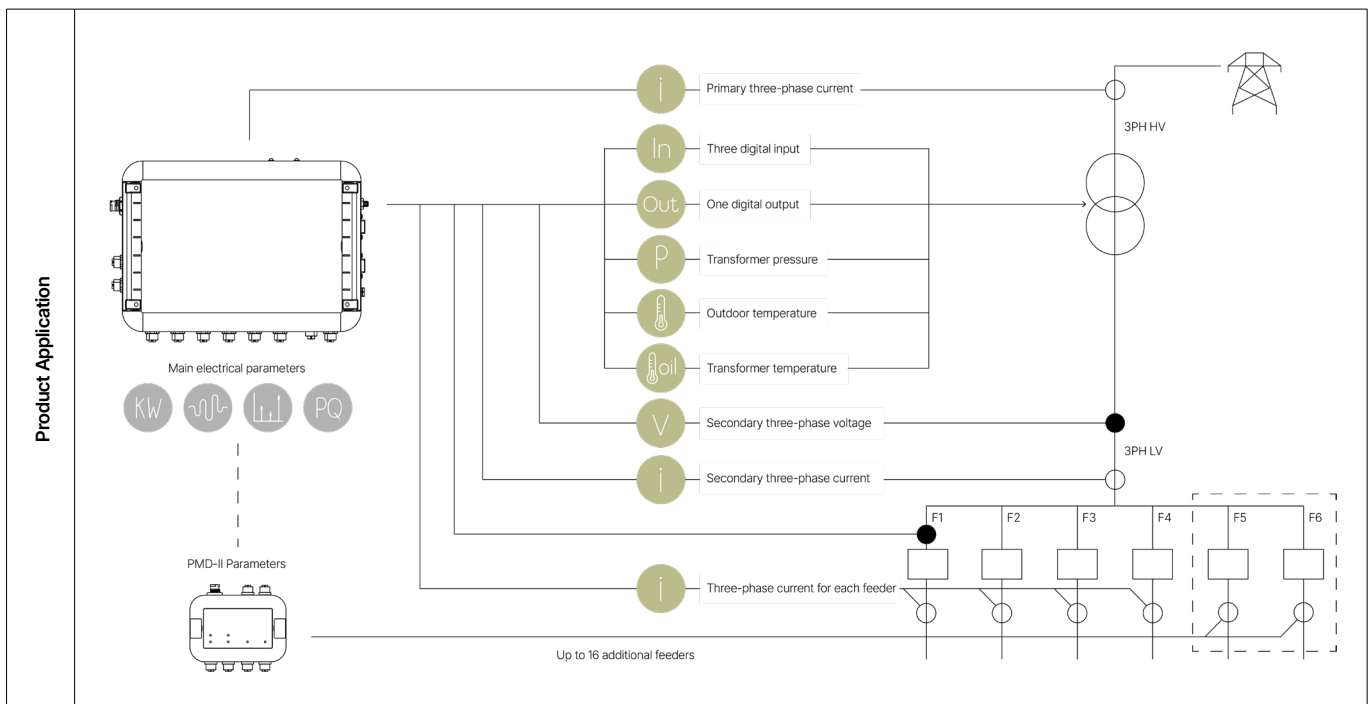 Product Application
i
Primary three-phase current
3PH HV
In
Three digital input
Out
One digital output
P
Transformer pressure
Outdoor temperature
oil
Transformer temperature
Main electrical parameters
KW
PQ
V
Secondary three-phase voltage
3PH LV
i
Secondary three-phase current
F1
F2
F3
F4
F5
F6
PMD-II Parameters
i
Three-phase current for each feeder
Up to 16 additional feeders